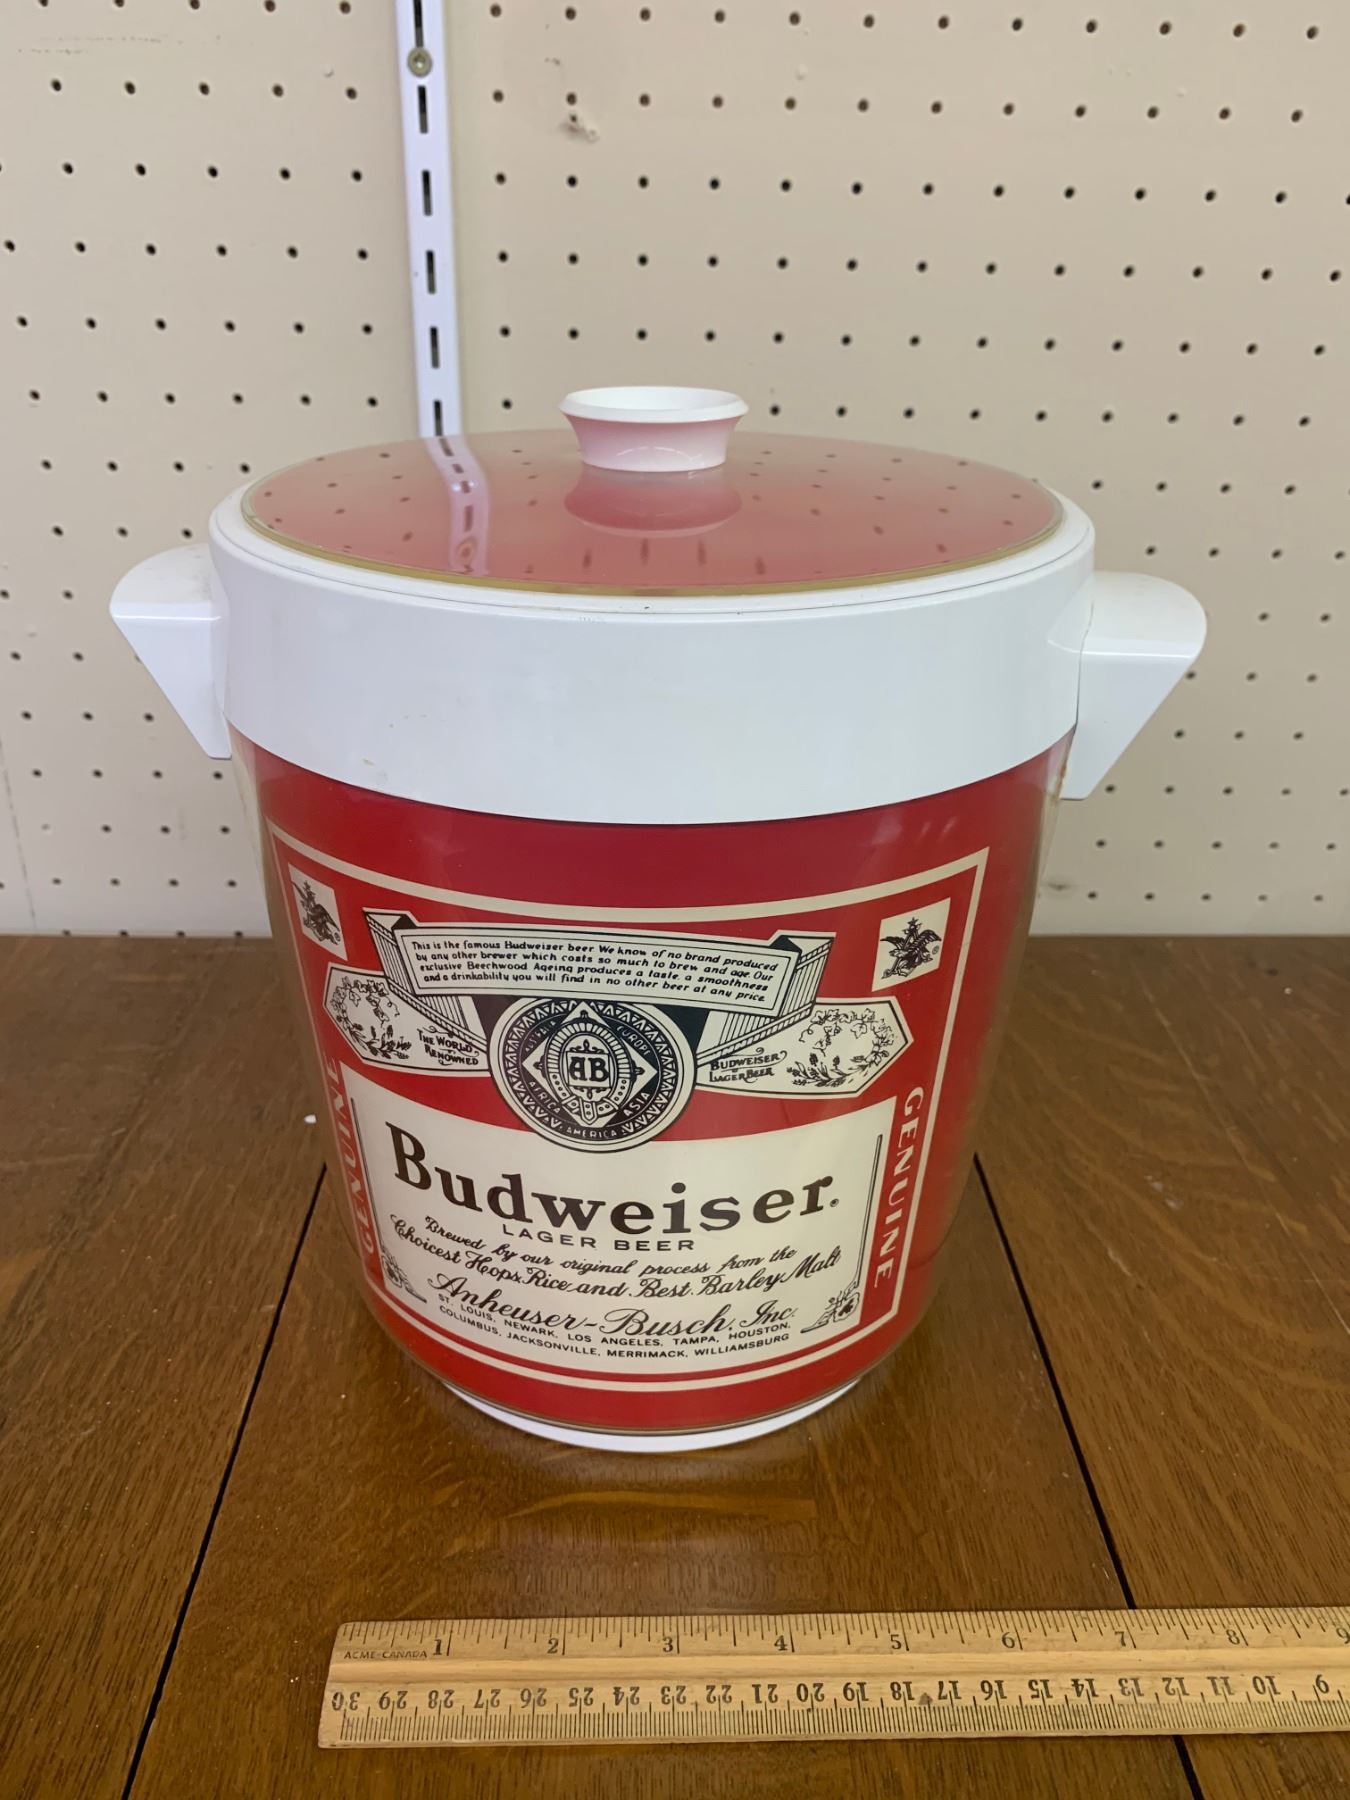 This is the famous Budweiser beer. We know of no brand produced
by any other brewer which costs so much to brew and age. Our
exclusive Beechwood Ageing produces a taste, a smoothness
and a drinkability you will find in no other beer at any price.
THE WORLD
RENOWNED
BUDWEISER
LAGER BEER
AUSTRALIA
EUROPE
AFRICA
ASIA
AMERICA
AB
GENUINE
GENUINE
Budweiser®
LAGER BEER
Brewed by our original process from the
Choicest Hops, Rice and Best Barley Malt
Anheuser-Busch, Inc.
ST. LOUIS, NEWARK, LOS ANGELES, TAMPA, HOUSTON,
COLUMBUS, JACKSONVILLE, MERRIMACK, WILLIAMSBURG
1 2 3 4 5 6 7 8 9
ACME-CANADA
30 29 28 27 26 25 24 23 22 21 20 19 18 17 16 15 14 13 12 11 10 9